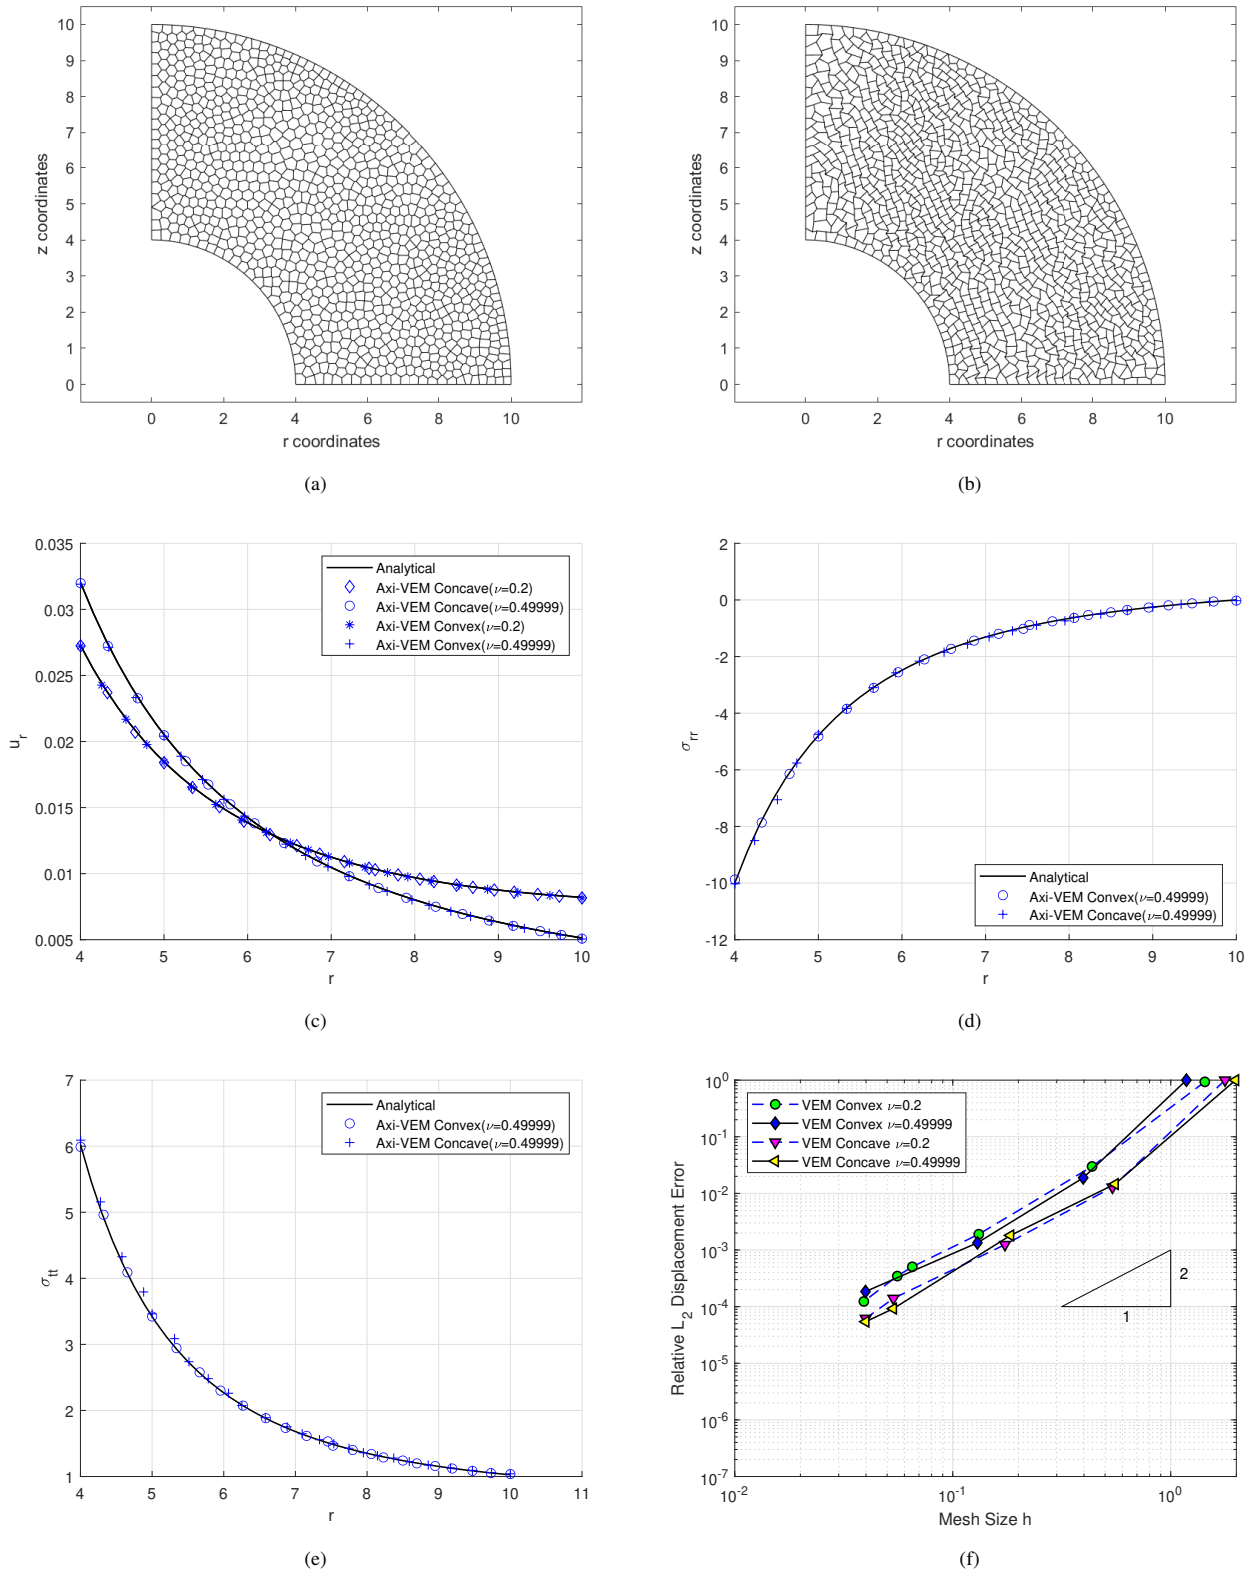 10
9
8
7
6
5
4
3
2
1
0
z coordinates
0 2 4 6 8 10
r coordinates
(a)
10
9
8
7
6
5
4
3
2
1
0
z coordinates
0 2 4 6 8 10
r coordinates
(b)
0.035
0.03
0.025
0.02
0.015
0.01
0.005
u_r
Analytical
Axi-VEM Concave(ν=0.2)
Axi-VEM Concave(ν=0.49999)
Axi-VEM Convex(ν=0.2)
Axi-VEM Convex(ν=0.49999)
4 5 6 7 8 9 10
r
(c)
2
0
-2
-4
-6
-8
-10
-12
σ_rr
Analytical
Axi-VEM Convex(ν=0.49999)
Axi-VEM Concave(ν=0.49999)
4 5 6 7 8 9 10
r
(d)
7
6
5
4
3
2
1
σ_tt
Analytical
Axi-VEM Convex(ν=0.49999)
Axi-VEM Concave(ν=0.49999)
4 5 6 7 8 9 10 11
r
(e)
10^0
10^-1
10^-2
10^-3
10^-4
10^-5
10^-6
10^-7
Relative L_2 Displacement Error
VEM Convex ν=0.2
VEM Convex ν=0.49999
VEM Concave ν=0.2
VEM Concave ν=0.49999
2
1
10^-2 10^-1 10^0
Mesh Size h
(f)